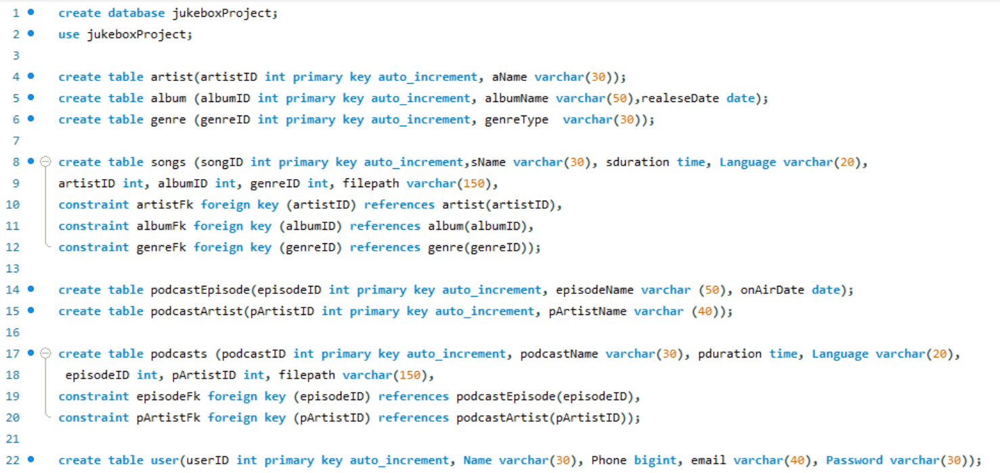 1 create database jukeboxProject;
2 use jukeboxProject;
3
4 create table artist(artistID int primary key auto_increment, aName varchar(30));
5 create table album (albumID int primary key auto_increment, albumName varchar(50),realeseDate date);
6 create table genre (genreID int primary key auto_increment, genreType  varchar(30));
7
8 create table songs (songID int primary key auto_increment,sName varchar(30), sduration time, Language varchar(20),
9 artistID int, albumID int, genreID int, filepath varchar(150),
10 constraint artistFk foreign key (artistID) references artist(artistID),
11 constraint albumFk foreign key (albumID) references album(albumID),
12 constraint genreFk foreign key (genreID) references genre(genreID));
13
14 create table podcastEpisode(episodeID int primary key auto_increment, episodeName varchar (50), onAirDate date);
15 create table podcastArtist(pArtistID int primary key auto_increment, pArtistName varchar (40));
16
17 create table podcasts (podcastID int primary key auto_increment, podcastName varchar(30), pduration time, Language varchar(20),
18 episodeID int, pArtistID int, filepath varchar(150),
19 constraint episodeFk foreign key (episodeID) references podcastEpisode(episodeID),
20 constraint pArtistFk foreign key (pArtistID) references podcastArtist(pArtistID));
21
22 create table user(userID int primary key auto_increment, Name varchar(30), Phone bigint, email varchar(40), Password varchar(30));